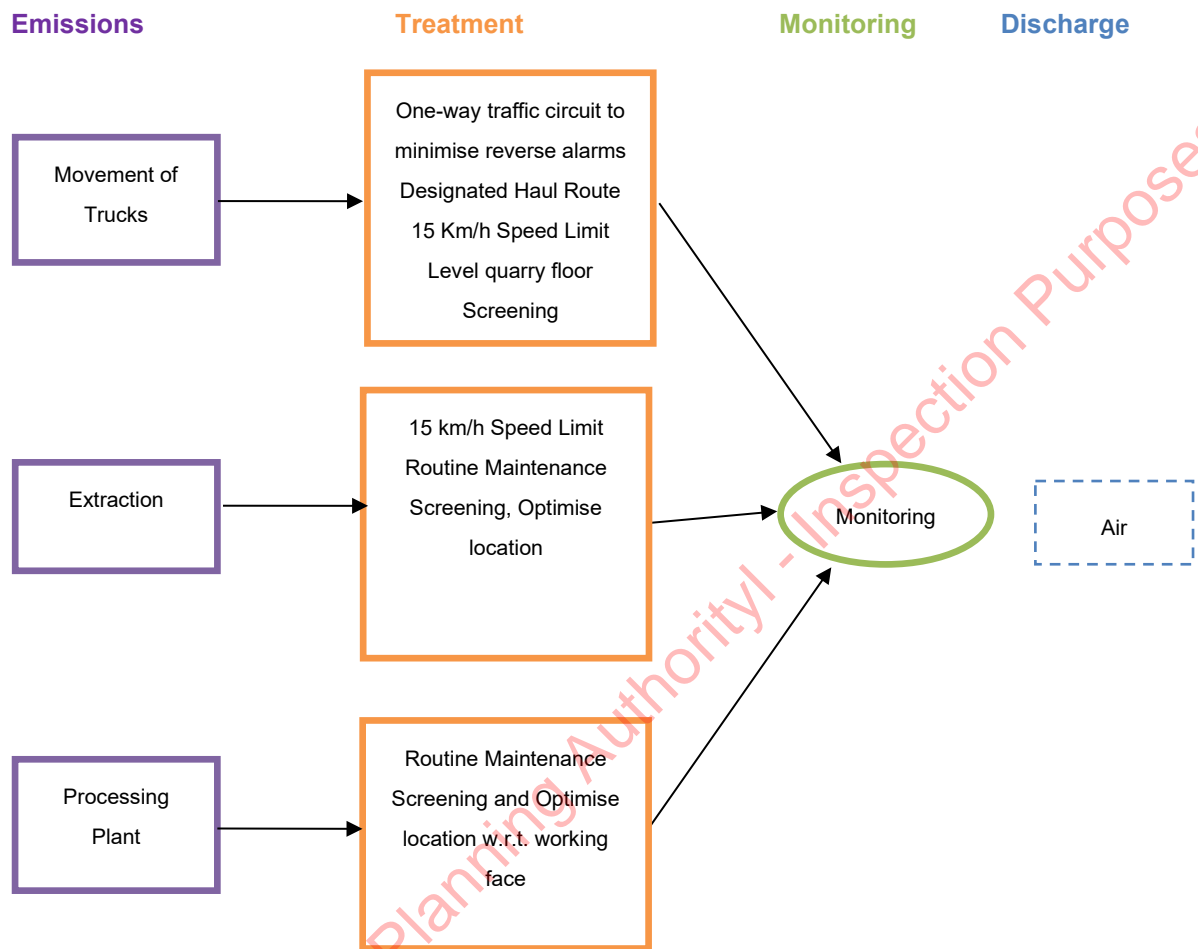 Emissions
Treatment
Monitoring
Discharge
Movement of
Trucks
One-way traffic circuit to
minimise reverse alarms
Designated Haul Route
15 Km/h Speed Limit
Level quarry floor
Screening
Extraction
15 km/h Speed Limit
Routine Maintenance
Screening, Optimise
location
Monitoring
Air
Processing
Plant
Routine Maintenance
Screening and Optimise
location w.r.t. working
face
Planning Authorityl - Inspection Purposes